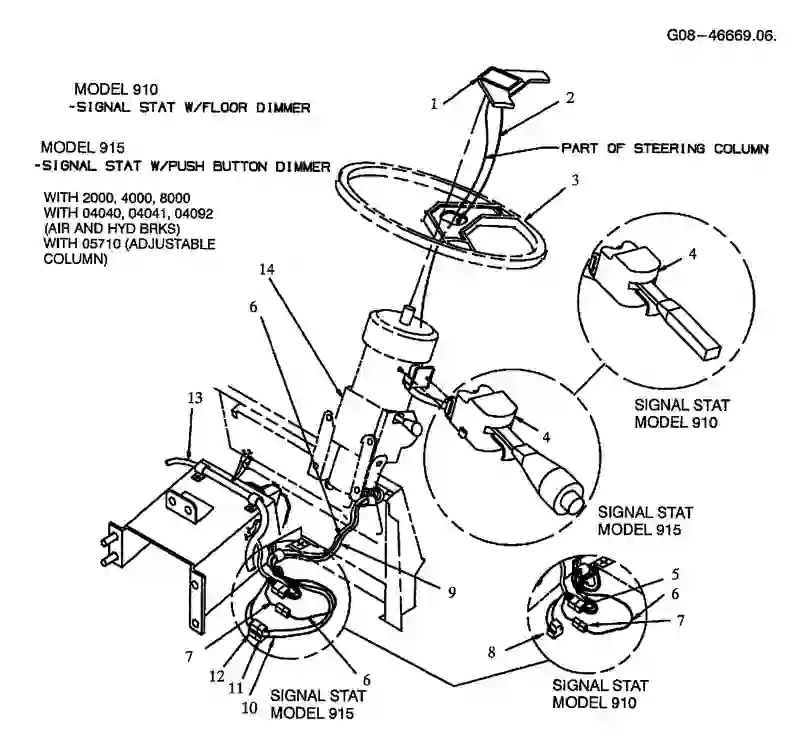 G08-46669.06.
MODEL 910
-SIGNAL STAT W/FLOOR DIMMER
MODEL 915
-SIGNAL STAT W/PUSH BUTTON DIMMER
WITH 2000, 4000, 8000
WITH 04040, 04041, 04092
(AIR AND HYD BRKS)
WITH 05710 (ADJUSTABLE
COLUMN)
1
2
PART OF STEERING COLUMN
3
4
14
6
SIGNAL STAT
MODEL 910
13
4
SIGNAL STAT
MODEL 915
6
9
5
6
7
8
7
12
11
10
6
SIGNAL STAT
MODEL 915
SIGNAL STAT
MODEL 910